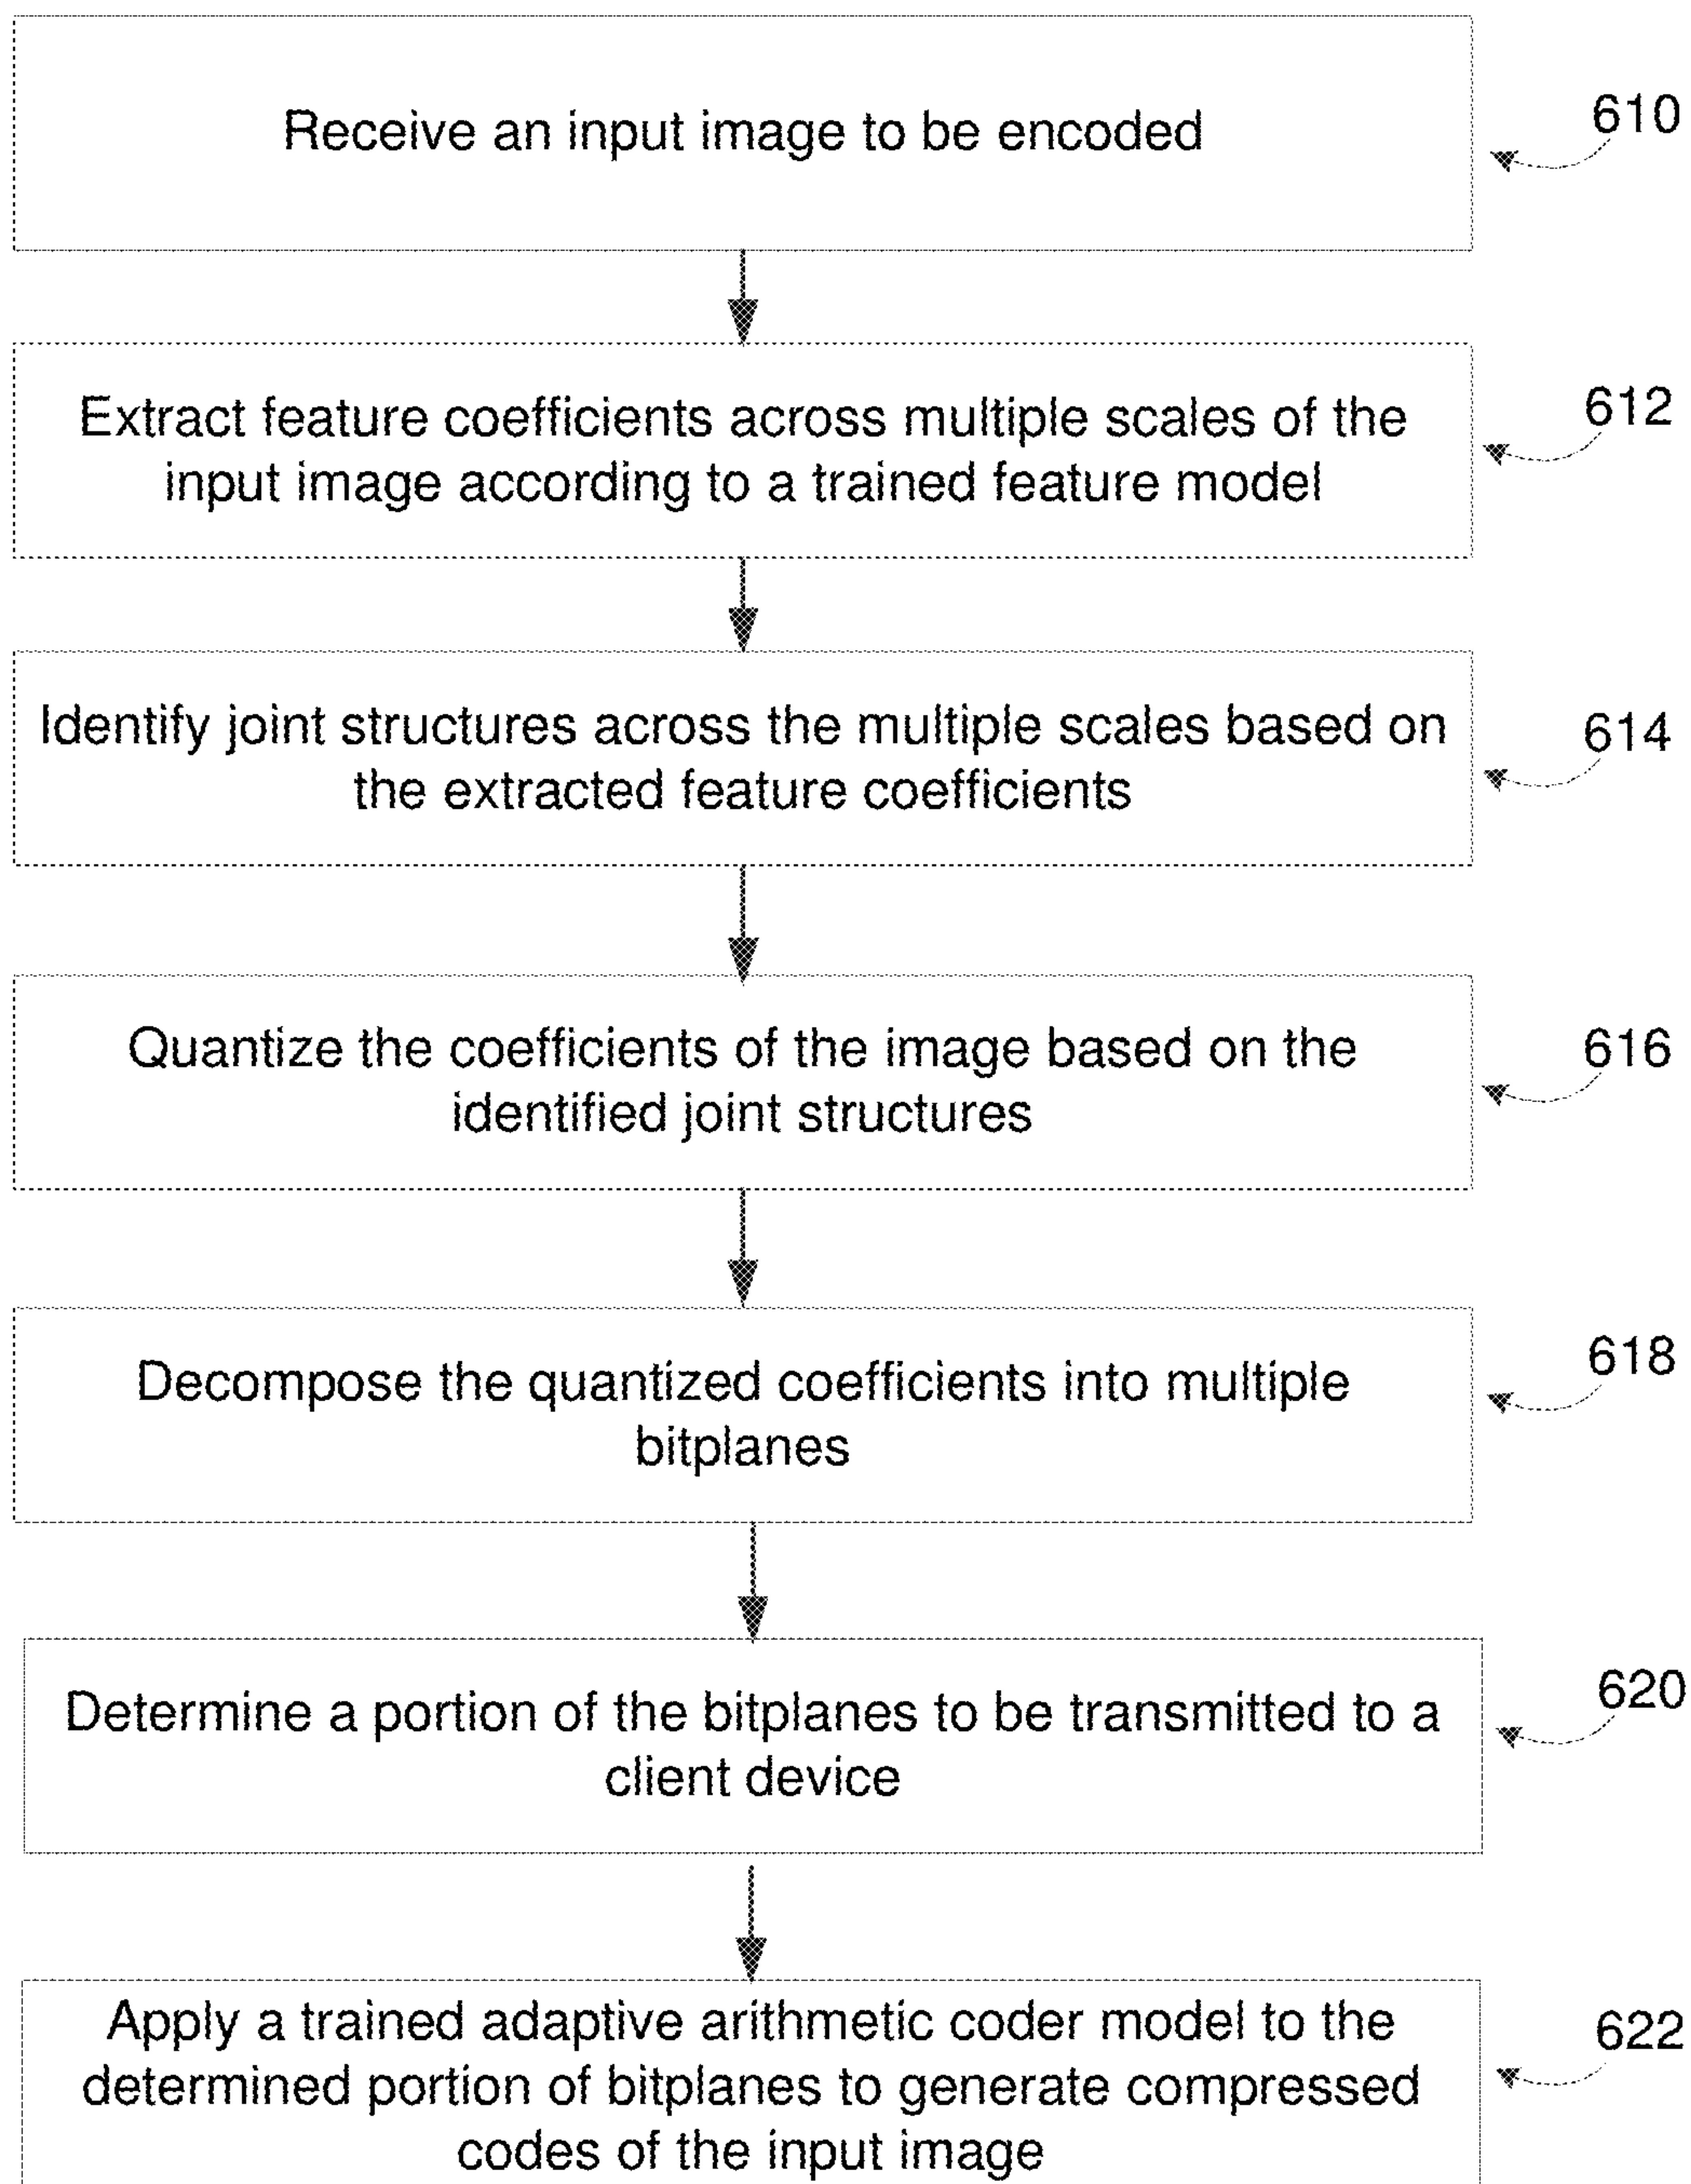 Receive an input image to be encoded
610
Extract feature coefficients across multiple scales of the
input image according to a trained feature model
612
Identify joint structures across the multiple scales based on
the extracted feature coefficients
614
Quantize the coefficients of the image based on the
identified joint structures
616
Decompose the quantized coefficients into multiple
bitplanes
618
Determine a portion of the bitplanes to be transmitted to a
client device
620
Apply a trained adaptive arithmetic coder model to the
determined portion of bitplanes to generate compressed
codes of the input image
622